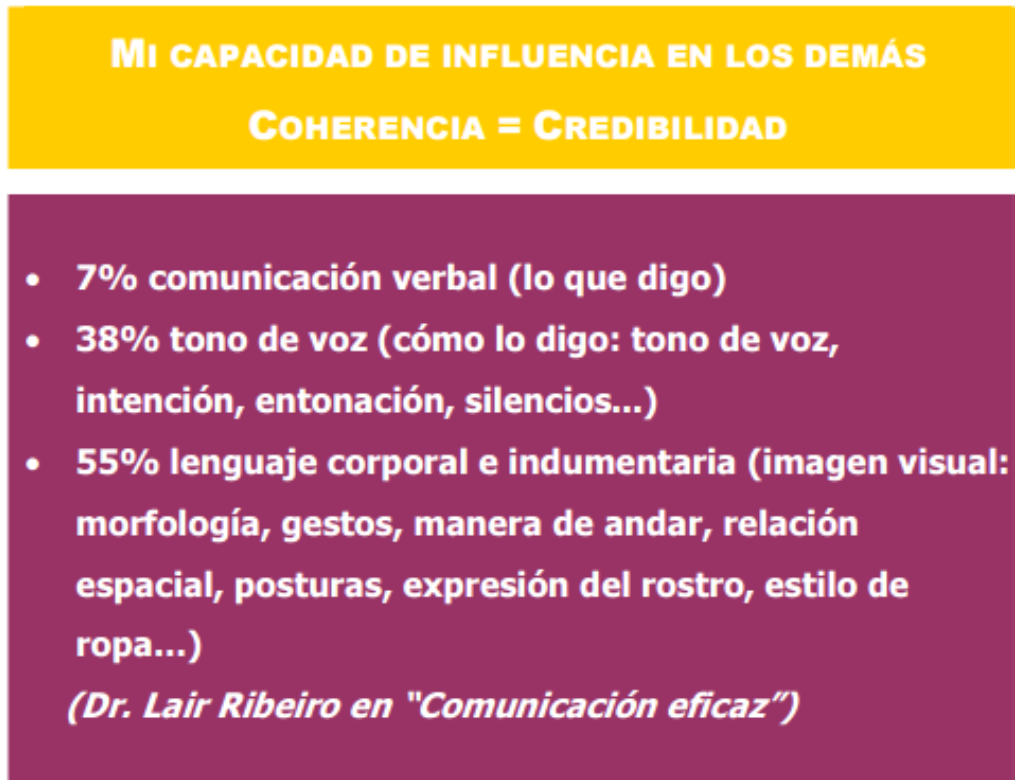 MI CAPACIDAD DE INFLUENCIA EN LOS DEMÁS
COHERENCIA = CREDIBILIDAD
• 7% comunicación verbal (lo que digo)
• 38% tono de voz (cómo lo digo: tono de voz,
intención, entonación, silencios...)
• 55% lenguaje corporal e indumentaria (imagen visual:
morfología, gestos, manera de andar, relación
espacial, posturas, expresión del rostro, estilo de
ropa...)
(Dr. Lair Ribeiro en "Comunicación eficaz")